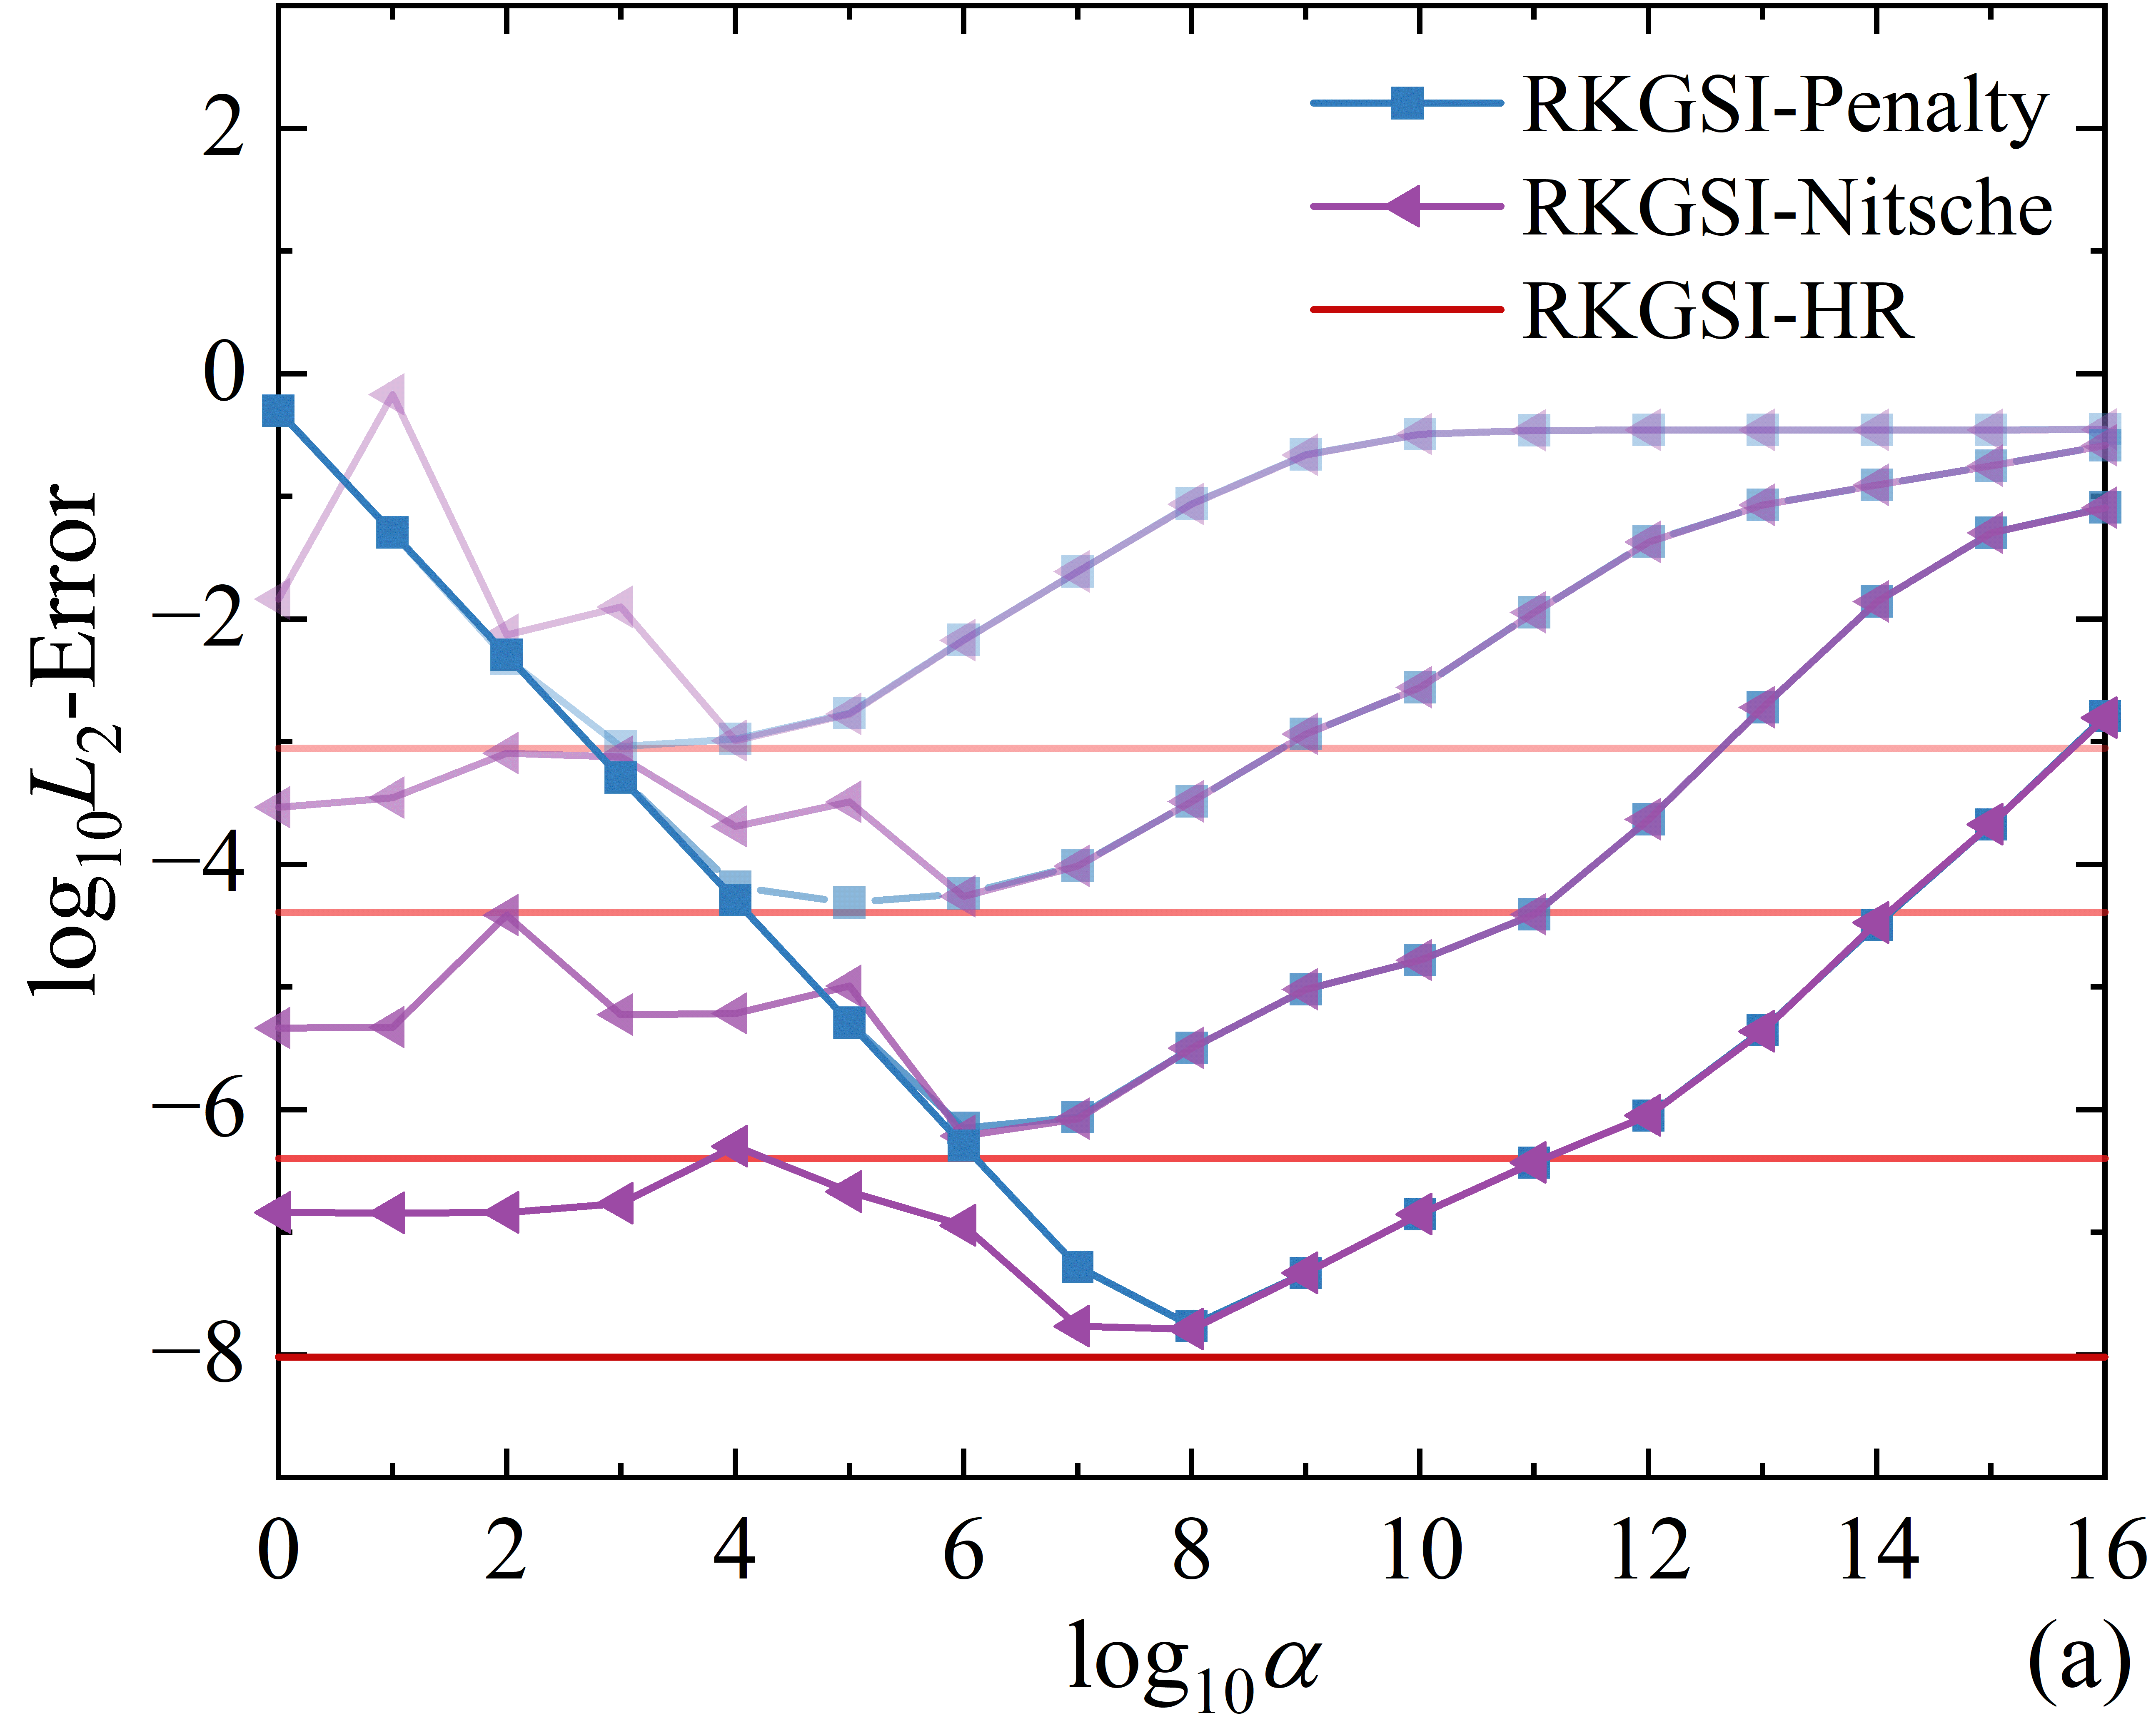 RKGSI-Penalty
RKGSI-Nitsche
RKGSI-HR
2
0
−2
−4
−6
−8
log₁₀L₂-Error
0 2 4 6 8 10 12 14 16
log₁₀α
(a)